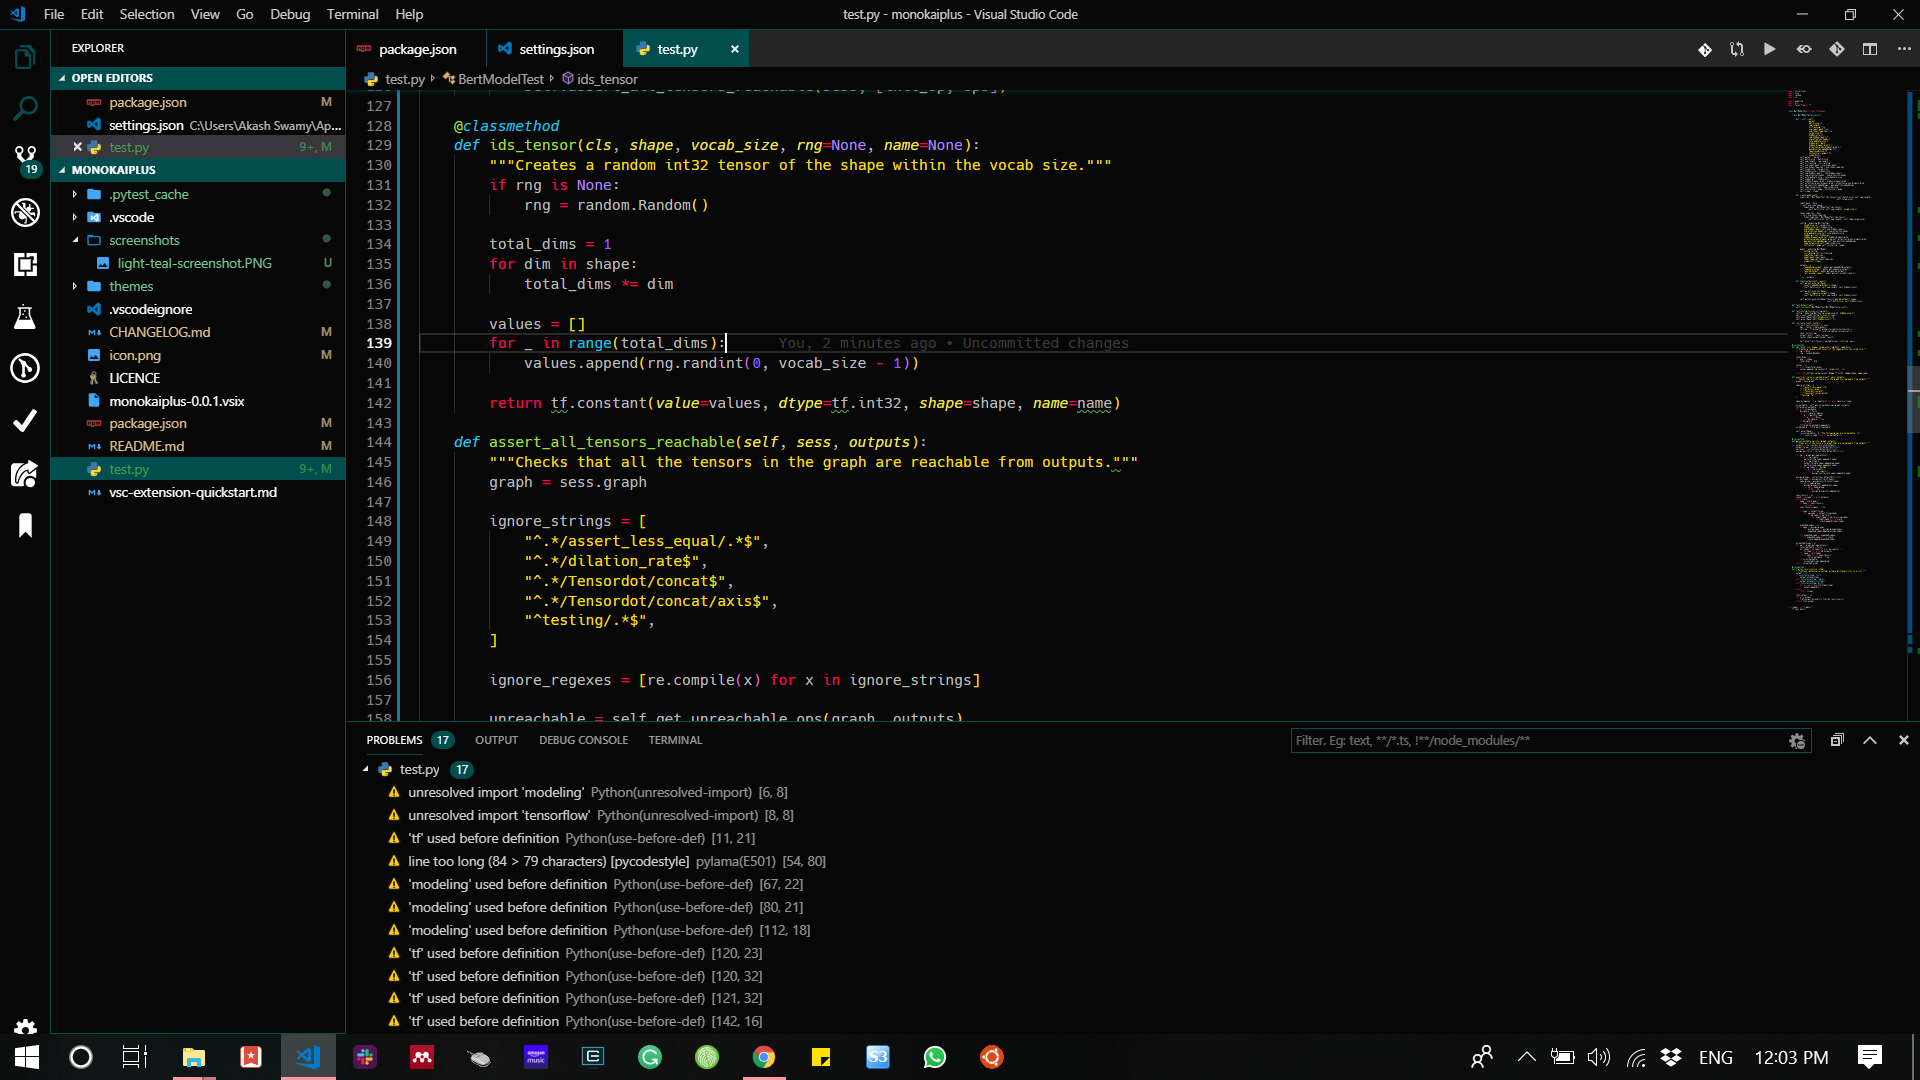 File Edit Selection View Go Debug Terminal Help
test.py - monokaiplus - Visual Studio Code
EXPLORER
OPEN EDITORS
package.json M
settings.json C:\Users\Akash Swamy\Ap...
test.py 9+, M
19
MONOKAIPLUS
.pytest_cache
.vscode
screenshots
light-teal-screenshot.PNG U
themes
.vscodeignore
CHANGELOG.md M
icon.png M
LICENCE
monokaiplus-0.0.1.vsix
package.json M
README.md M
test.py 9+, M
vsc-extension-quickstart.md
package.json settings.json test.py
test.py BertModelTest ids_tensor
127
128 @classmethod
129 def ids_tensor(cls, shape, vocab_size, rng=None, name=None):
130 """Creates a random int32 tensor of the shape within the vocab size."""
131 if rng is None:
132 rng = random.Random()
133
134 total_dims = 1
135 for dim in shape:
136 total_dims *= dim
137
138 values = []
139 for _ in range(total_dims): You, 2 minutes ago • Uncommitted changes
140 values.append(rng.randint(0, vocab_size - 1))
141
142 return tf.constant(value=values, dtype=tf.int32, shape=shape, name=name)
143
144 def assert_all_tensors_reachable(self, sess, outputs):
145 """Checks that all the tensors in the graph are reachable from outputs."""
146 graph = sess.graph
147
148 ignore_strings = [
149 "^.*/assert_less_equal/.*$",
150 "^.*/dilation_rate$",
151 "^.*/Tensordot/concat$",
152 "^.*/Tensordot/concat/axis$",
153 "^testing/.*$",
154 ]
155
156 ignore_regexes = [re.compile(x) for x in ignore_strings]
157
158 unreachable = self.get_unreachable_ops(graph, outputs)
PROBLEMS 17 OUTPUT DEBUG CONSOLE TERMINAL
Filter. Eg: text, **/*.ts, !**/node_modules/**
test.py 17
unresolved import 'modeling' Python(unresolved-import) [6, 8]
unresolved import 'tensorflow' Python(unresolved-import) [8, 8]
'tf' used before definition Python(use-before-def) [11, 21]
line too long (84 > 79 characters) [pycodestyle] pylama(E501) [54, 80]
'modeling' used before definition Python(use-before-def) [67, 22]
'modeling' used before definition Python(use-before-def) [80, 21]
'modeling' used before definition Python(use-before-def) [112, 18]
'tf' used before definition Python(use-before-def) [120, 23]
'tf' used before definition Python(use-before-def) [120, 32]
'tf' used before definition Python(use-before-def) [121, 32]
'tf' used before definition Python(use-before-def) [142, 16]
amazon music
S3
ENG 12:03 PM